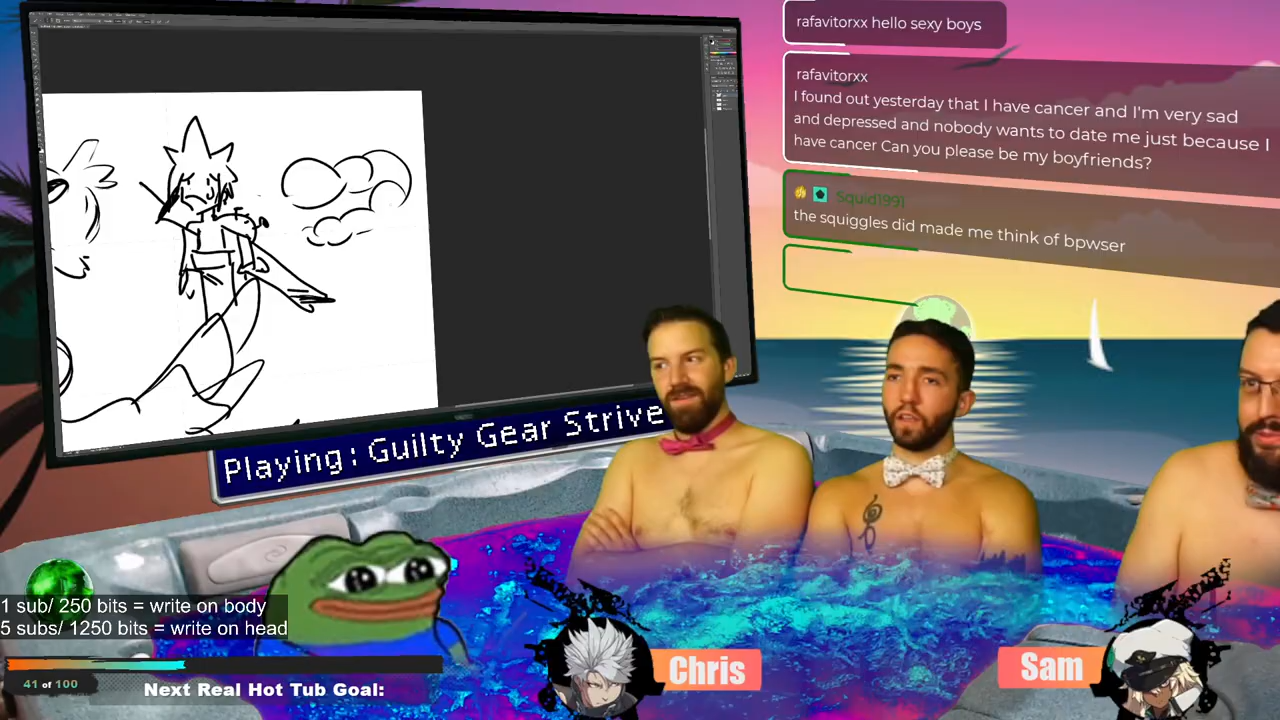 rafavitorxx hello sexy boys
rafavitorxx
I found out yesterday that I have cancer and I'm very sad
and depressed and nobody wants to date me just because I
have cancer Can you please be my boyfriends?
Squid1991
the squiggles did made me think of bpwser
Playing: Guilty Gear Strive
1 sub/ 250 bits = write on body
5 subs/ 1250 bits = write on head
41 of 100
Next Real Hot Tub Goal:
Chris
Sam